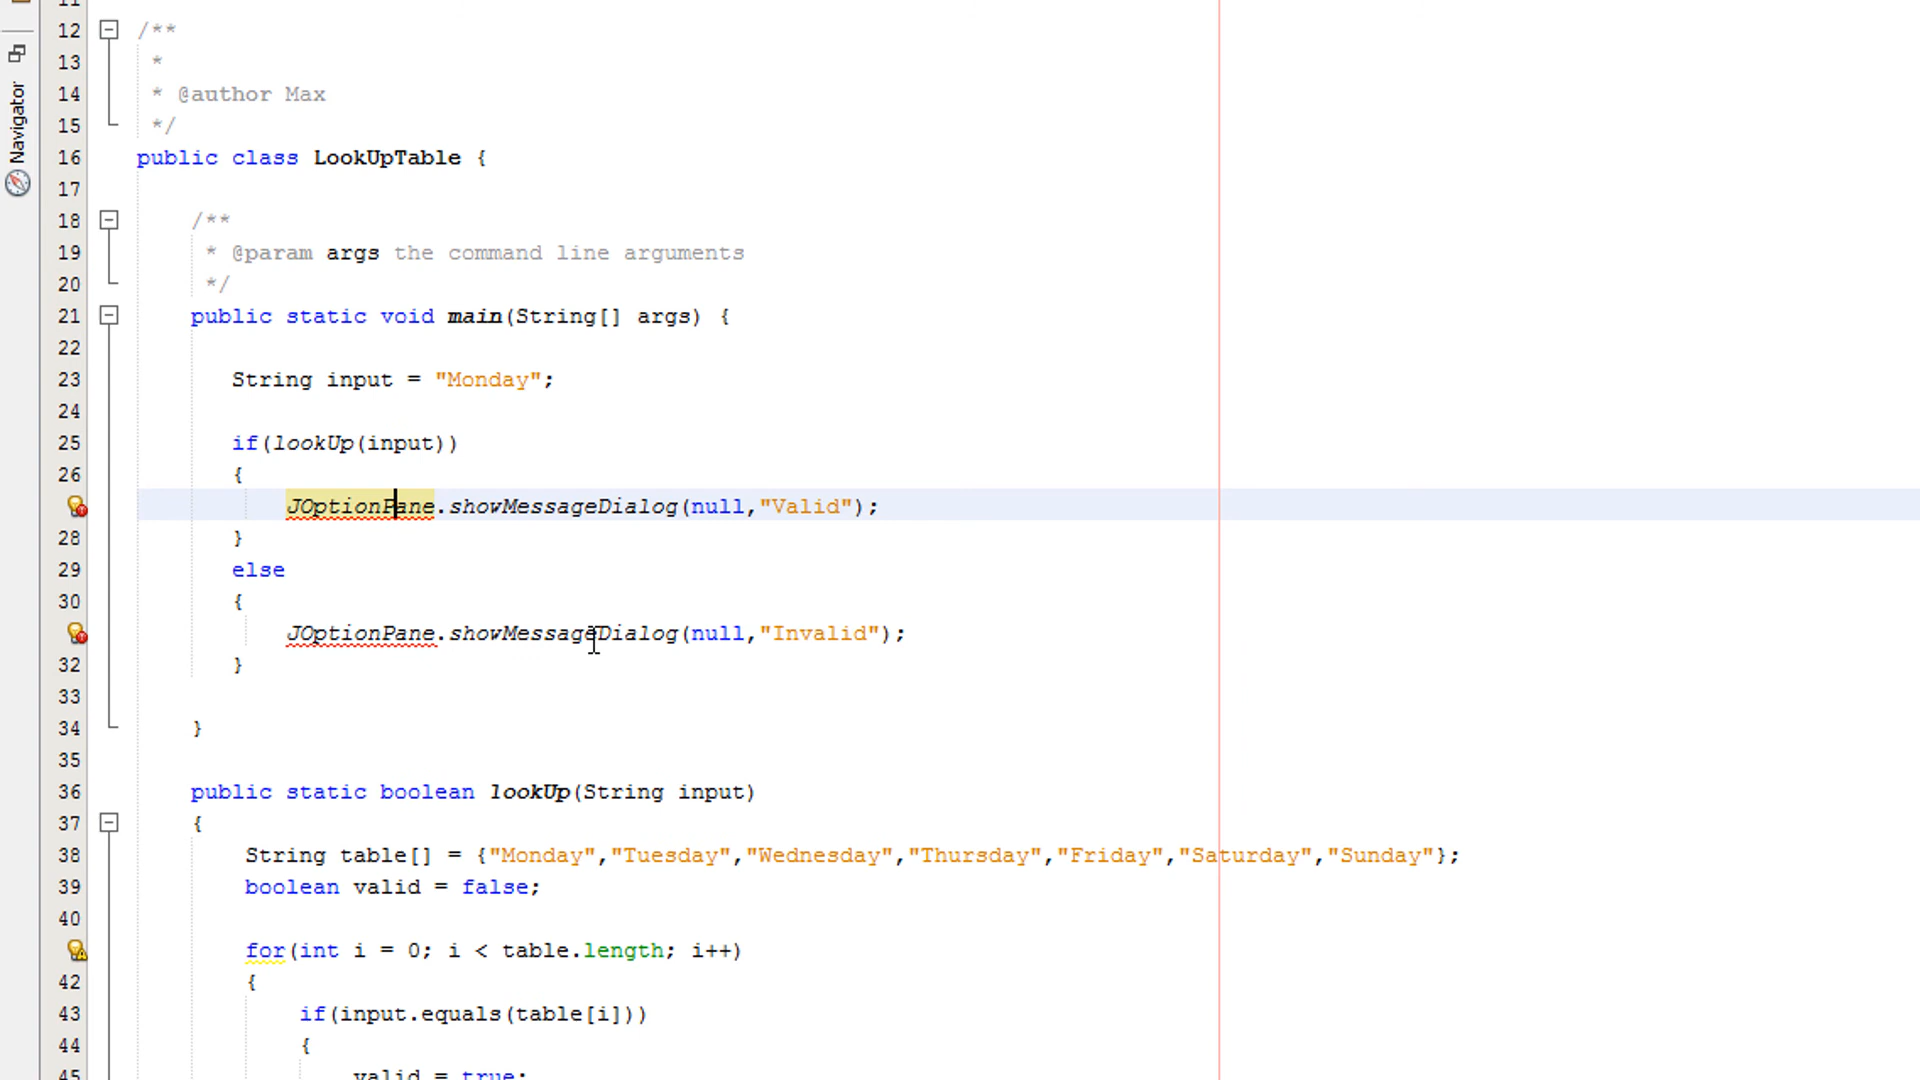 Navigator
11
12 /**
13 *
14 * @author Max
15 */
16 public class LookUpTable {
17
18 /**
19 * @param args the command line arguments
20 */
21 public static void main(String[] args) {
22
23 String input = "Monday";
24
25 if(lookUp(input))
26 {
JOptionPane.showMessageDialog(null,"Valid");
28 }
29 else
30 {
JOptionPane.showMessageDialog(null,"Invalid");
32 }
33
34 }
35
36 public static boolean lookUp(String input)
37 {
38 String table[] = {"Monday","Tuesday","Wednesday","Thursday","Friday","Saturday","Sunday"};
39 boolean valid = false;
40
for(int i = 0; i < table.length; i++)
42 {
43 if(input.equals(table[i]))
44 {
45 valid = true;